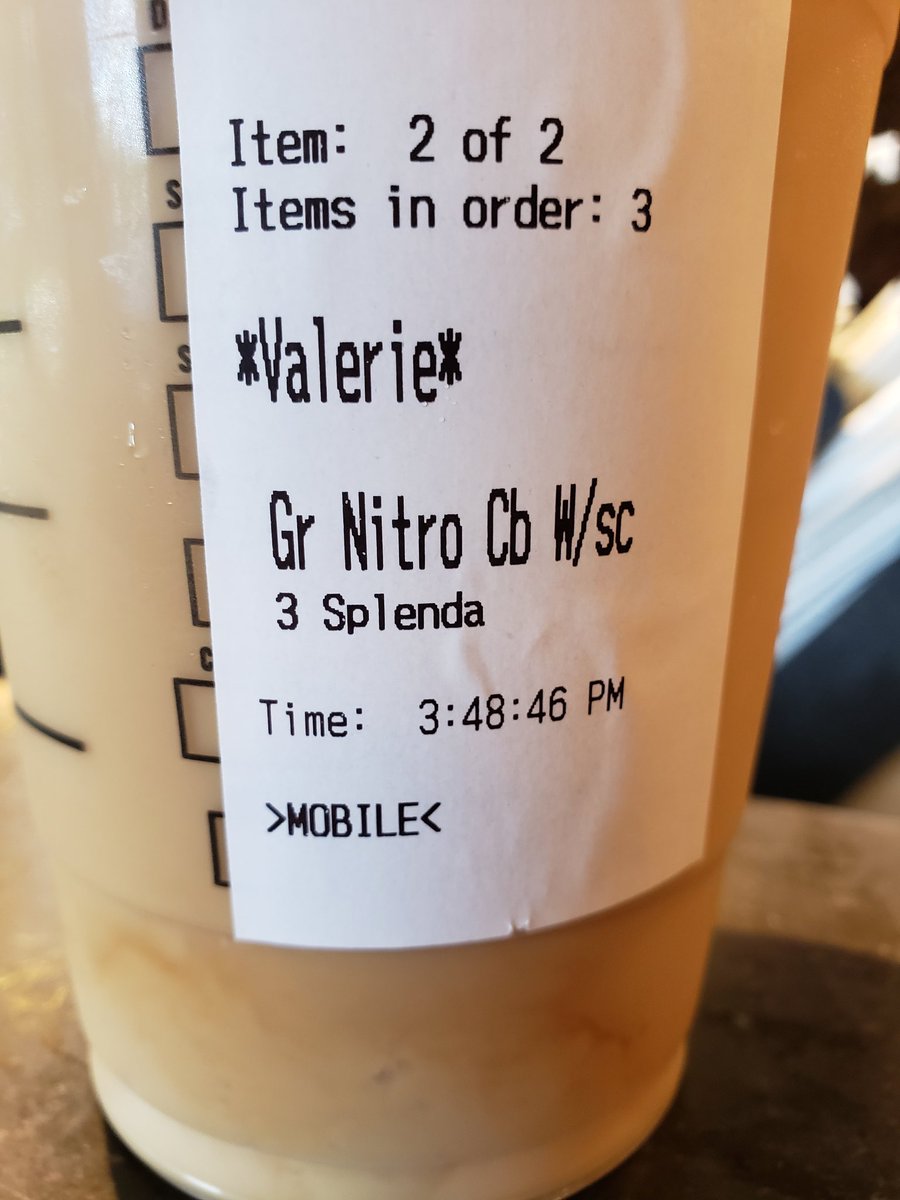 Item: 2 of 2
Items in order: 3
*Valerie*
Gr Nitro Cb W/sc
3 Splenda
Time: 3:48:46 PM
>MOBILE<
D
S
S
C